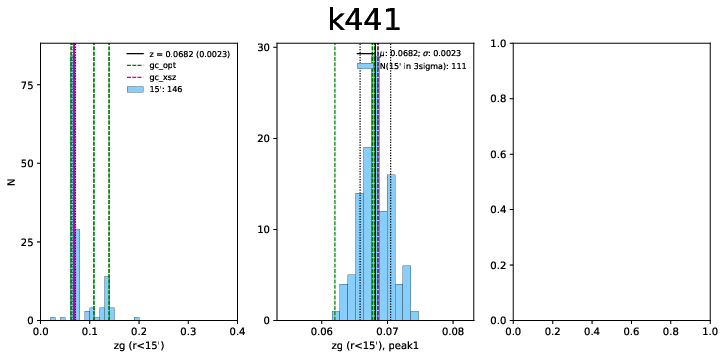 k441
z = 0.0682 (0.0023)
gc_opt
gc_xsz
15': 146
75
50
25
0
N
0.0 0.1 0.2 0.3 0.4
zg (r<15')
μ: 0.0682; σ: 0.0023
N(15' in 3sigma): 111
30
20
10
0
0.06 0.07 0.08
zg (r<15'), peak1
1.0
0.8
0.6
0.4
0.2
0.0
0.0 0.2 0.4 0.6 0.8 1.0